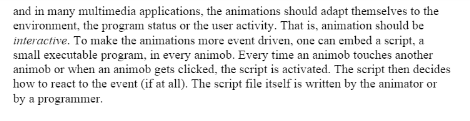 and in many multimedia applications, the animations should adapt themselves to the
environment, the program status or the user activity. That is, animation should be
interactive. To make the animations more event driven, one can embed a script, a
small executable program, in every animob. Every time an animob touches another
animob or when an animob gets clicked, the script is activated. The script then decides
how to react to the event (if at all). The script file itself is written by the animator or
by a programmer.